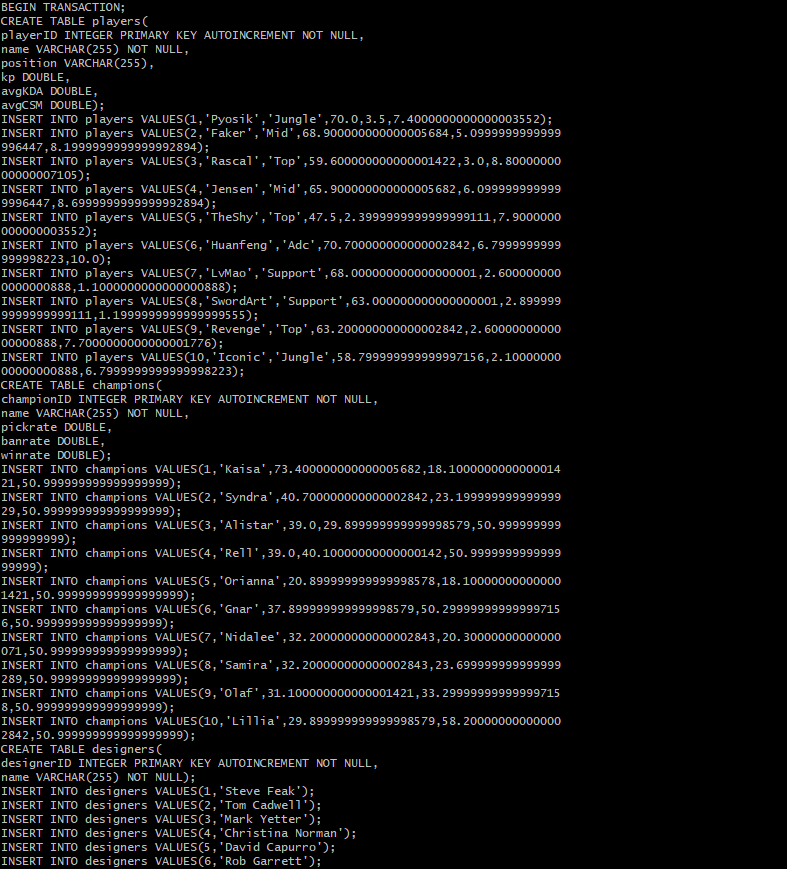 BEGIN TRANSACTION;
CREATE TABLE players(
playerID INTEGER PRIMARY KEY AUTOINCREMENT NOT NULL,
name VARCHAR(255) NOT NULL,
position VARCHAR(255),
kp DOUBLE,
avgKDA DOUBLE,
avgCSM DOUBLE);
INSERT INTO players VALUES(1,'Pyosik','Jungle',70.0,3.5,7.4000000000000003552);
INSERT INTO players VALUES(2,'Faker','Mid',68.900000000000005684,5.0999999999999
996447,8.1999999999999992894);
INSERT INTO players VALUES(3,'Rascal','Top',59.600000000000001422,3.0,8.80000000
00000007105);
INSERT INTO players VALUES(4,'Jensen','Mid',65.900000000000005682,6.099999999999
9996447,8.6999999999999992894);
INSERT INTO players VALUES(5,'TheShy','Top',47.5,2.3999999999999999111,7.9000000
000000003552);
INSERT INTO players VALUES(6,'Huanfeng','Adc',70.700000000000002842,6.7999999999
999998223,10.0);
INSERT INTO players VALUES(7,'LvMao','Support',68.000000000000000001,2.600000000
0000000888,1.1000000000000000888);
INSERT INTO players VALUES(8,'SwordArt','Support',63.000000000000000001,2.899999
9999999999111,1.1999999999999999555);
INSERT INTO players VALUES(9,'Revenge','Top',63.200000000000002842,2.60000000000
00000888,7.7000000000000001776);
INSERT INTO players VALUES(10,'Iconic','Jungle',58.799999999999997156,2.10000000
00000000888,6.7999999999999998223);
CREATE TABLE champions(
championID INTEGER PRIMARY KEY AUTOINCREMENT NOT NULL,
name VARCHAR(255) NOT NULL,
pickrate DOUBLE,
banrate DOUBLE,
winrate DOUBLE);
INSERT INTO champions VALUES(1,'Kaisa',73.400000000000005682,18.1000000000000014
21,50.999999999999999999);
INSERT INTO champions VALUES(2,'Syndra',40.700000000000002842,23.199999999999999
29,50.999999999999999999);
INSERT INTO champions VALUES(3,'Alistar',39.0,29.899999999999998579,50.999999999
999999999);
INSERT INTO champions VALUES(4,'Rell',39.0,40.10000000000000142,50.9999999999999
99999);
INSERT INTO champions VALUES(5,'Orianna',20.899999999999998578,18.10000000000000
1421,50.999999999999999999);
INSERT INTO champions VALUES(6,'Gnar',37.899999999999998579,50.29999999999999715
6,50.999999999999999999);
INSERT INTO champions VALUES(7,'Nidalee',32.200000000000002843,20.30000000000000
071,50.999999999999999999);
INSERT INTO champions VALUES(8,'Samira',32.200000000000002843,23.699999999999999
289,50.999999999999999999);
INSERT INTO champions VALUES(9,'Olaf',31.100000000000001421,33.29999999999999715
8,50.999999999999999999);
INSERT INTO champions VALUES(10,'Lillia',29.899999999999998579,58.20000000000000
2842,50.999999999999999999);
CREATE TABLE designers(
designerID INTEGER PRIMARY KEY AUTOINCREMENT NOT NULL,
name VARCHAR(255) NOT NULL);
INSERT INTO designers VALUES(1,'Steve Feak');
INSERT INTO designers VALUES(2,'Tom Cadwell');
INSERT INTO designers VALUES(3,'Mark Yetter');
INSERT INTO designers VALUES(4,'Christina Norman');
INSERT INTO designers VALUES(5,'David Capurro');
INSERT INTO designers VALUES(6,'Rob Garrett');